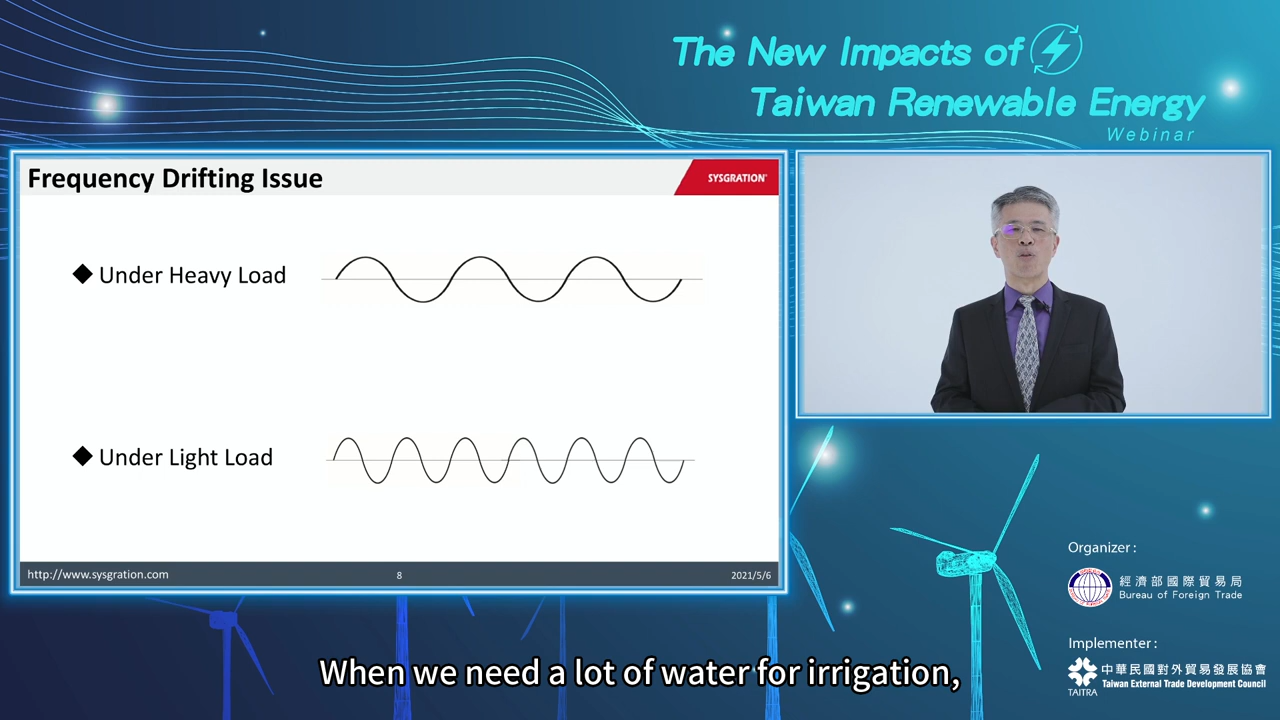 The New Impacts of
Taiwan Renewable Energy
Webinar
Frequency Drifting Issue
SYSGRATION
◆ Under Heavy Load
◆ Under Light Load
http://www.sysgration.com
8
2021/5/6
Organizer :
經濟部國際貿易局
Bureau of Foreign Trade
Implementer :
TAITRA
中華民國對外貿易發展協會
Taiwan External Trade Development Council
When we need a lot of water for irrigation,